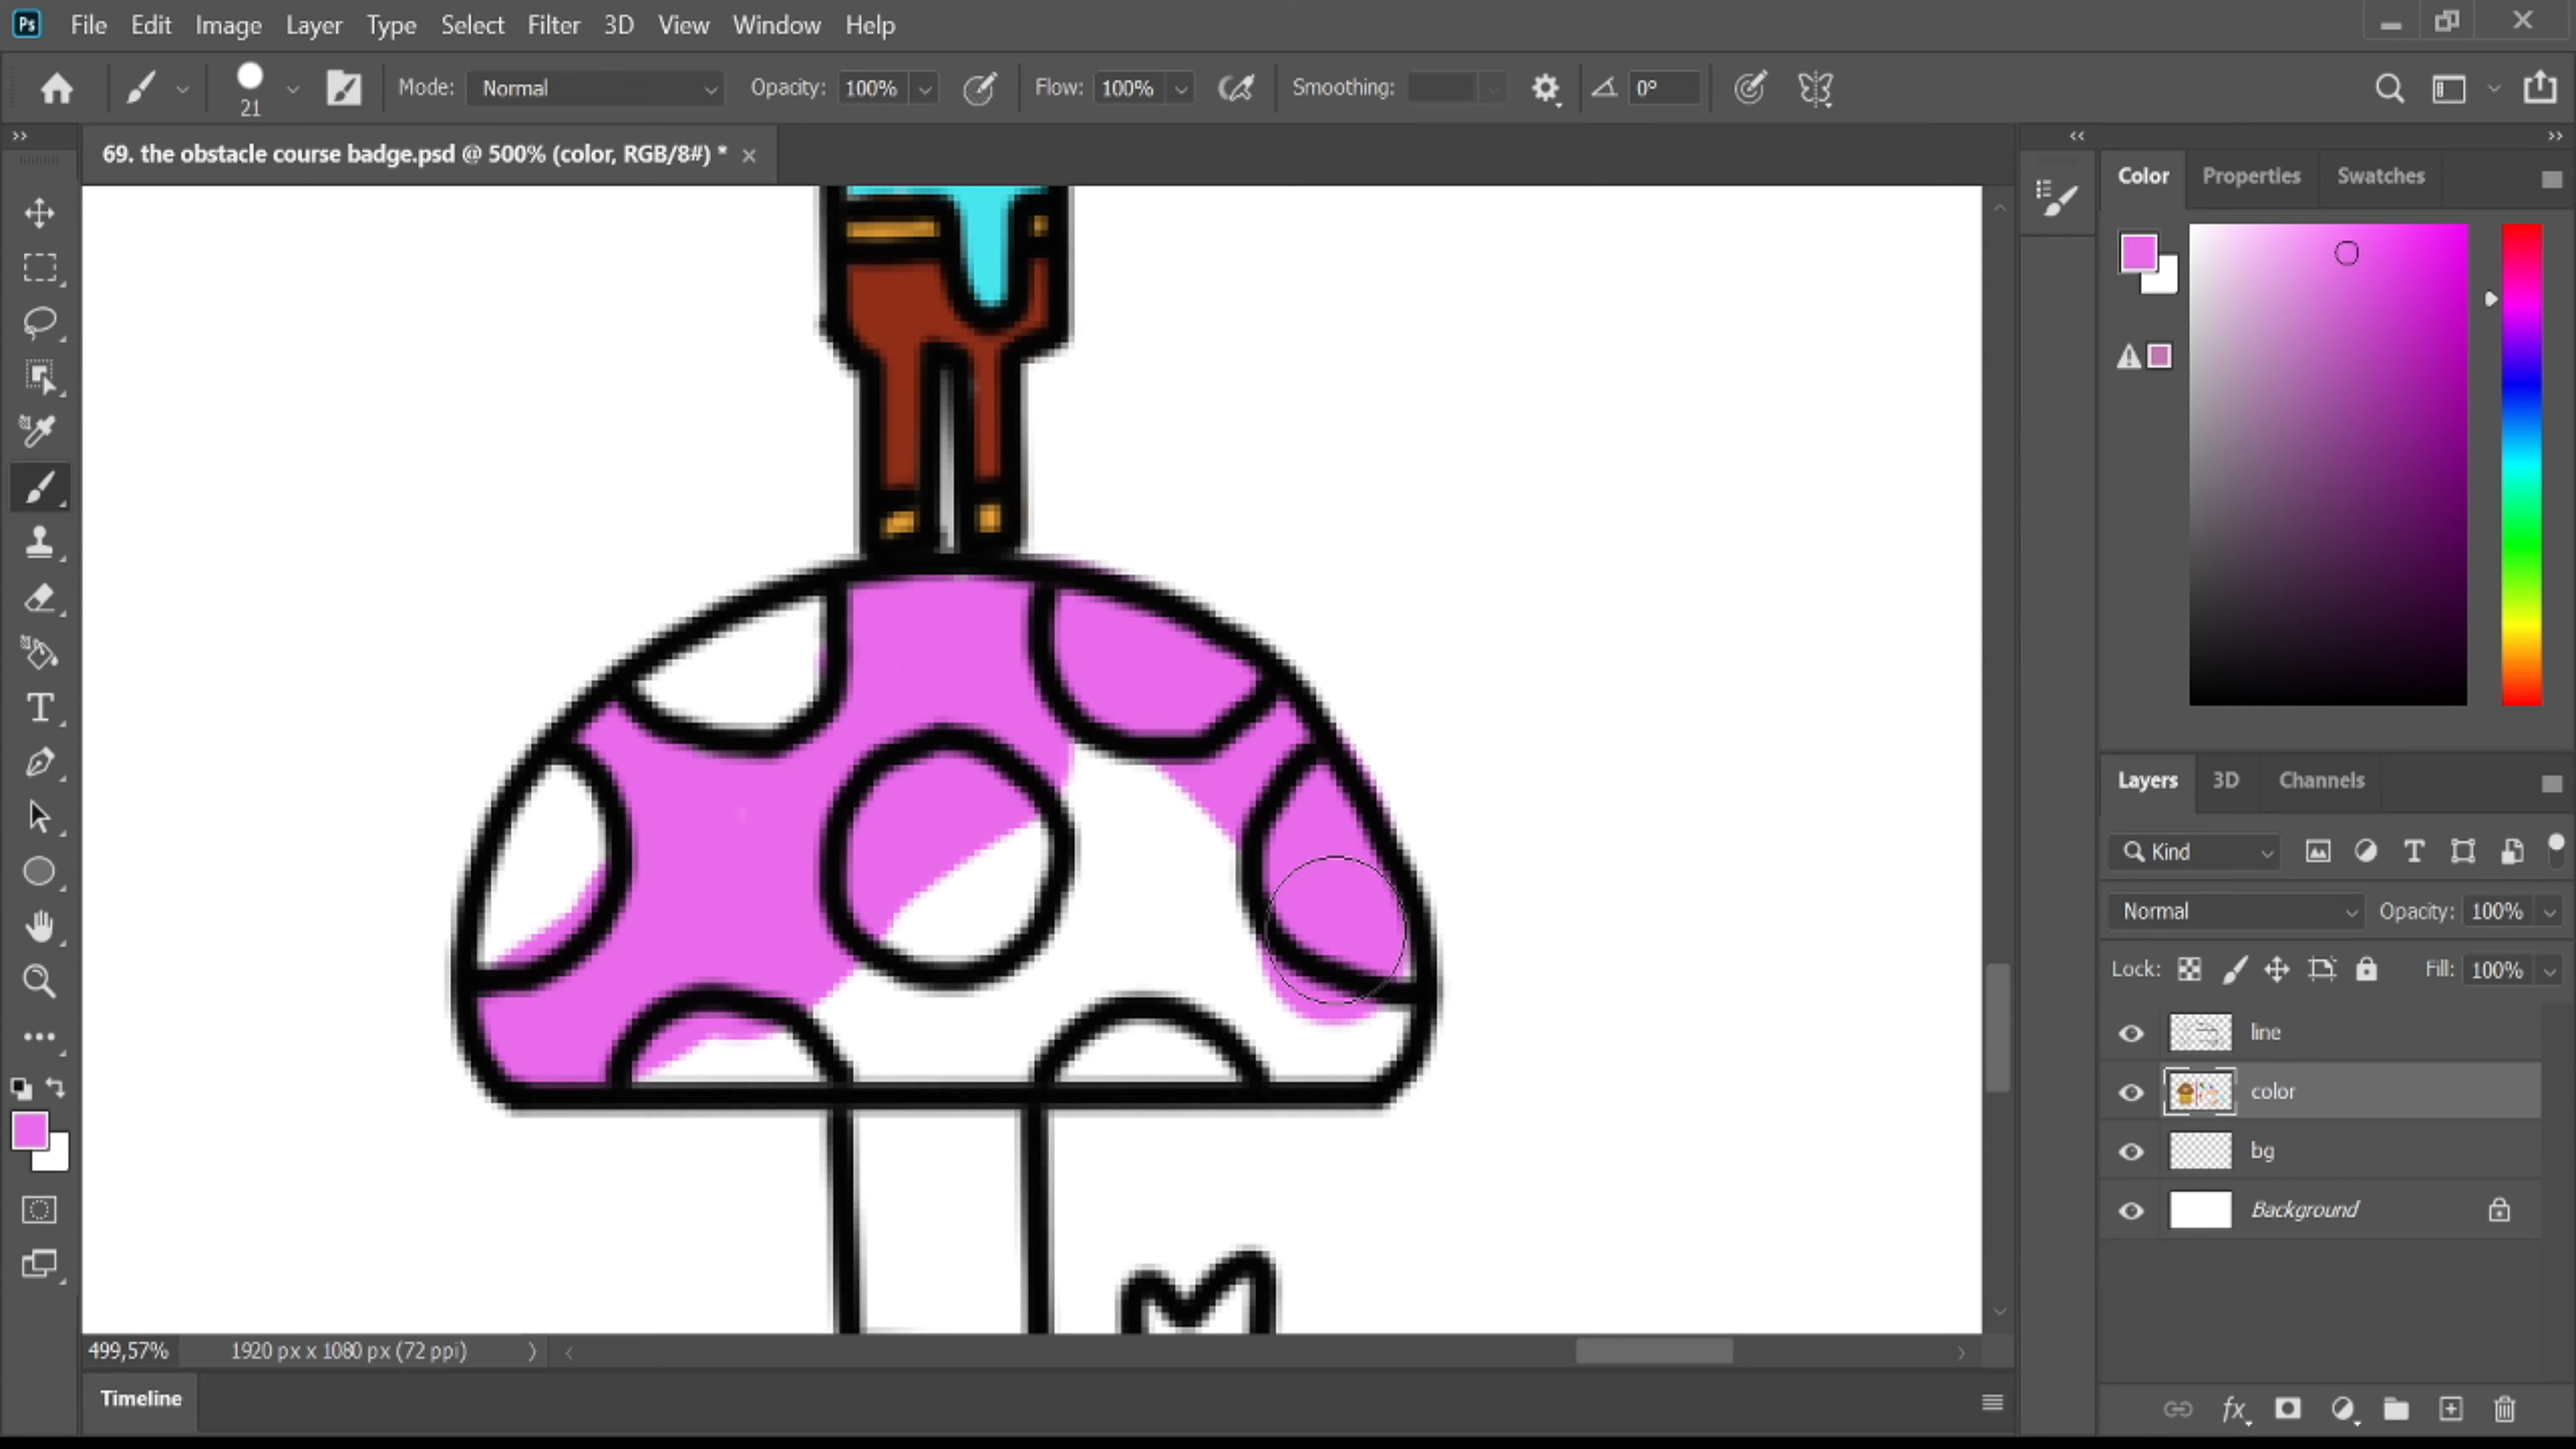 Ps File Edit Image Layer Type Select Filter 3D View Window Help
21 Mode: Normal Opacity: 100% Flow: 100% Smoothing: 0°
69. the obstacle course badge.psd @ 500% (color, RGB/8#) *
Color Properties Swatches
Layers 3D Channels
Kind
Normal Opacity: 100%
Lock: Fill: 100%
line
color
bg
Background
fx
T
499,57% 1920 px x 1080 px (72 ppi)
Timeline